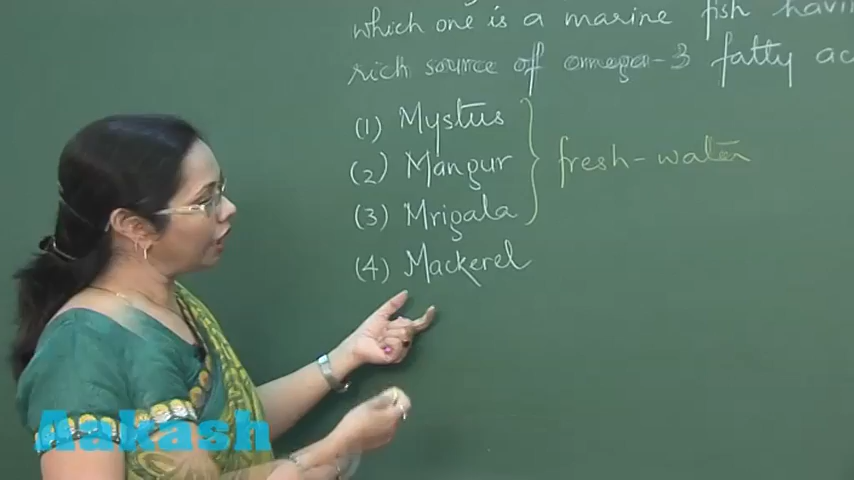 which one is a marine fish havin
rich source of omega-3 fatty ac
(1) Mystus
(2) Mangur
(3) Mrigala
fresh-water
(4) Mackerel
Aakash